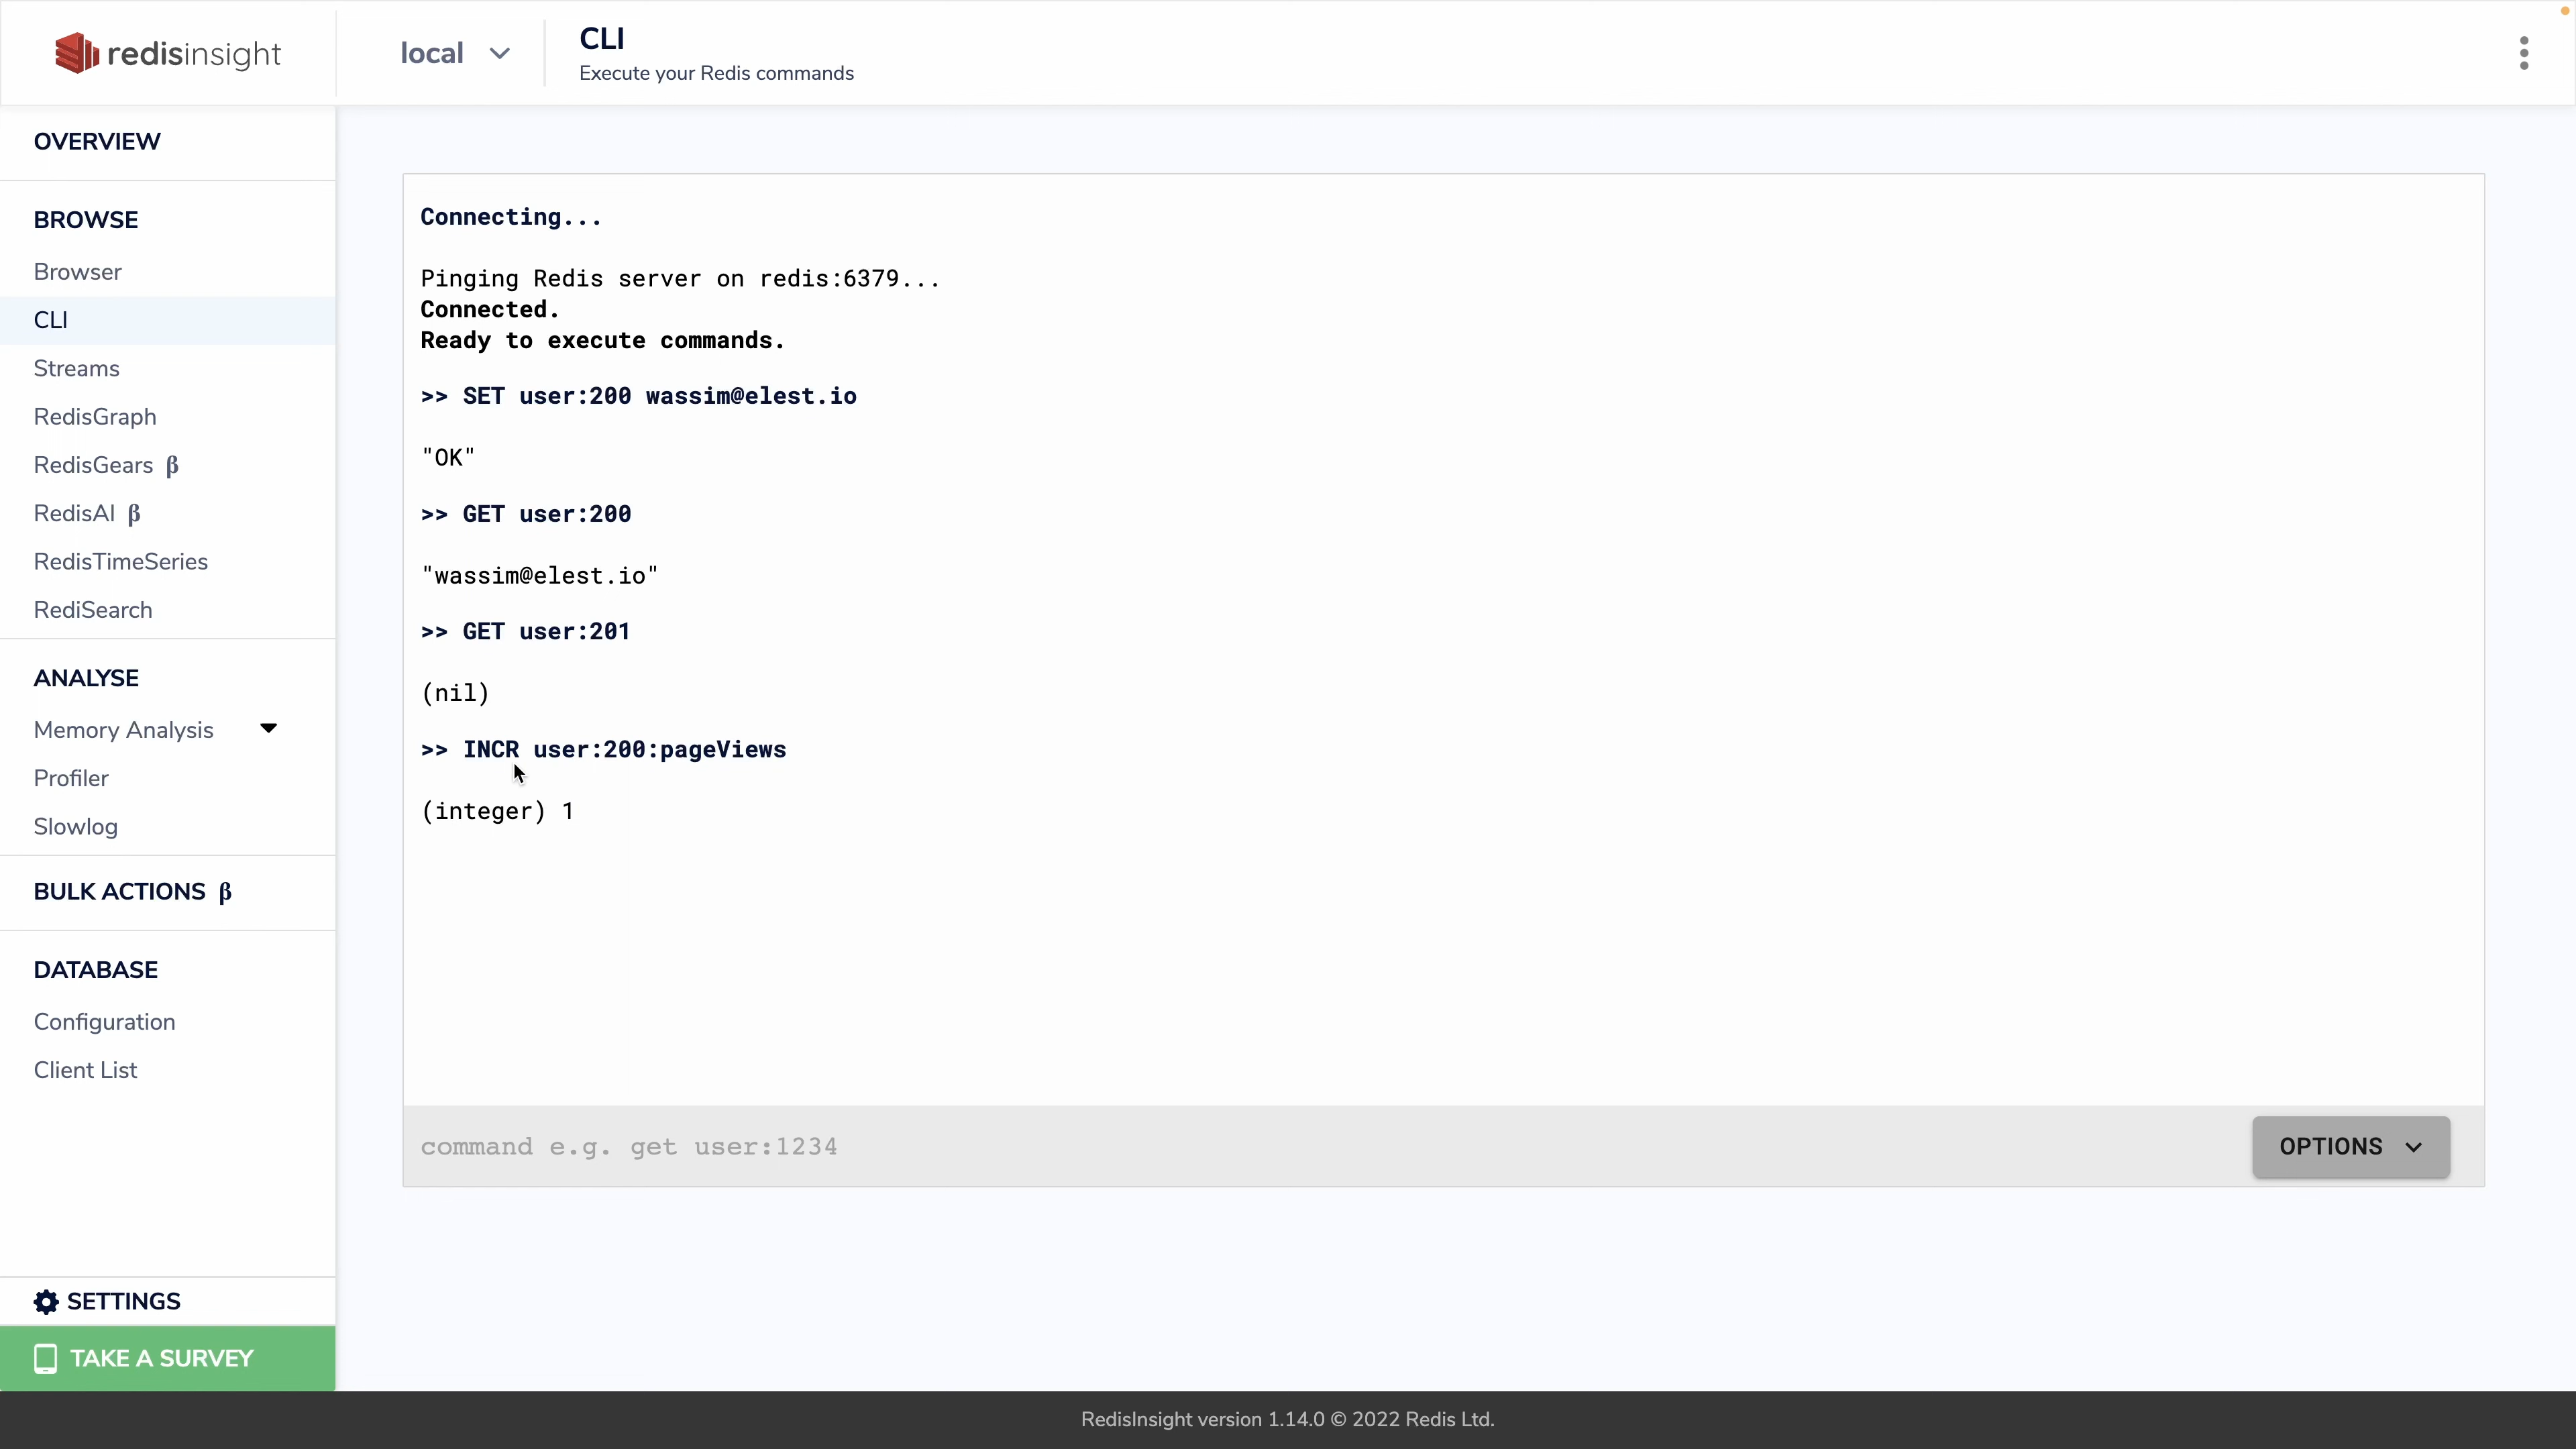 redisinsight
local
CLI
Execute your Redis commands
OVERVIEW
BROWSE
Browser
CLI
Streams
RedisGraph
RedisGears β
RedisAI β
RedisTimeSeries
RediSearch
ANALYSE
Memory Analysis
Profiler
Slowlog
BULK ACTIONS β
DATABASE
Configuration
Client List
SETTINGS
TAKE A SURVEY
Connecting...
Pinging Redis server on redis:6379...
Connected.
Ready to execute commands.
>> SET user:200 wassim@elest.io
"OK"
>> GET user:200
"wassim@elest.io"
>> GET user:201
(nil)
>> INCR user:200:pageViews
(integer) 1
command e.g. get user:1234
OPTIONS
RedisInsight version 1.14.0 © 2022 Redis Ltd.